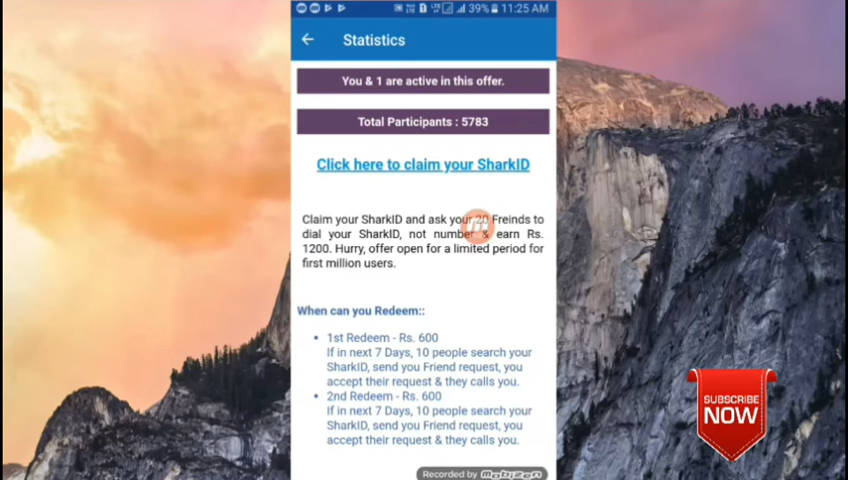 39% 11:25 AM
Statistics
You & 1 are active in this offer.
Total Participants : 5783
Click here to claim your SharkID
Claim your SharkID and ask your 20 Freinds to
dial your SharkID, not number & earn Rs.
1200. Hurry, offer open for a limited period for
first million users.
When can you Redeem::
• 1st Redeem - Rs. 600
If in next 7 Days, 10 people search your
SharkID, send you Friend request, you
accept their request & they calls you.
• 2nd Redeem - Rs. 600
If in next 7 Days, 10 people search your
SharkID, send you Friend request, you
accept their request & they calls you.
SUBSCRIBE
NOW
Recorded by Mobizen